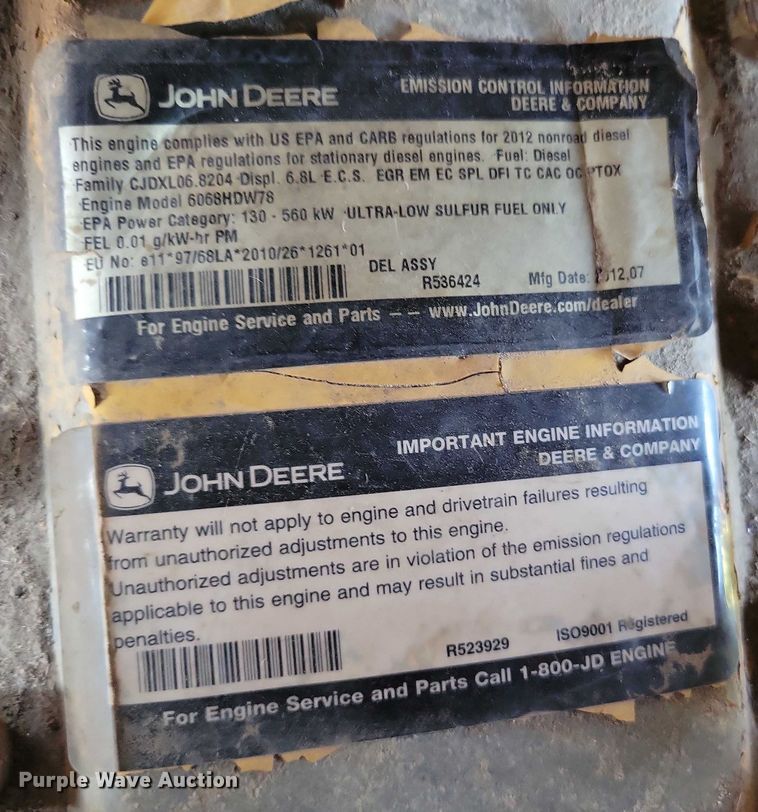 JOHN DEERE
EMISSION CONTROL INFORMATION
DEERE & COMPANY
This engine complies with US EPA and CARB regulations for 2012 nonroad diesel
engines and EPA regulations for stationary diesel engines. Fuel: Diesel
Family CJDXL06.8204 Displ. 6.8L E.C.S. EGR EM EC SPL DFI TC CAC OC PTOX
Engine Model 6068HDW78
EPA Power Category: 130 - 560 kW ULTRA-LOW SULFUR FUEL ONLY
FEL 0.01 g/kW-hr PM
EU No: e11*97/68LA*2010/26*1261*01
DEL ASSY
R536424 Mfg Date: 2012,07
For Engine Service and Parts — — www.JohnDeere.com/dealer
JOHN DEERE
IMPORTANT ENGINE INFORMATION
DEERE & COMPANY
Warranty will not apply to engine and drivetrain failures resulting
from unauthorized adjustments to this engine.
Unauthorized adjustments are in violation of the emission regulations
applicable to this engine and may result in substantial fines and
penalties.
R523929 ISO9001 Registered
For Engine Service and Parts Call 1-800-JD ENGINE
Purple Wave Auction